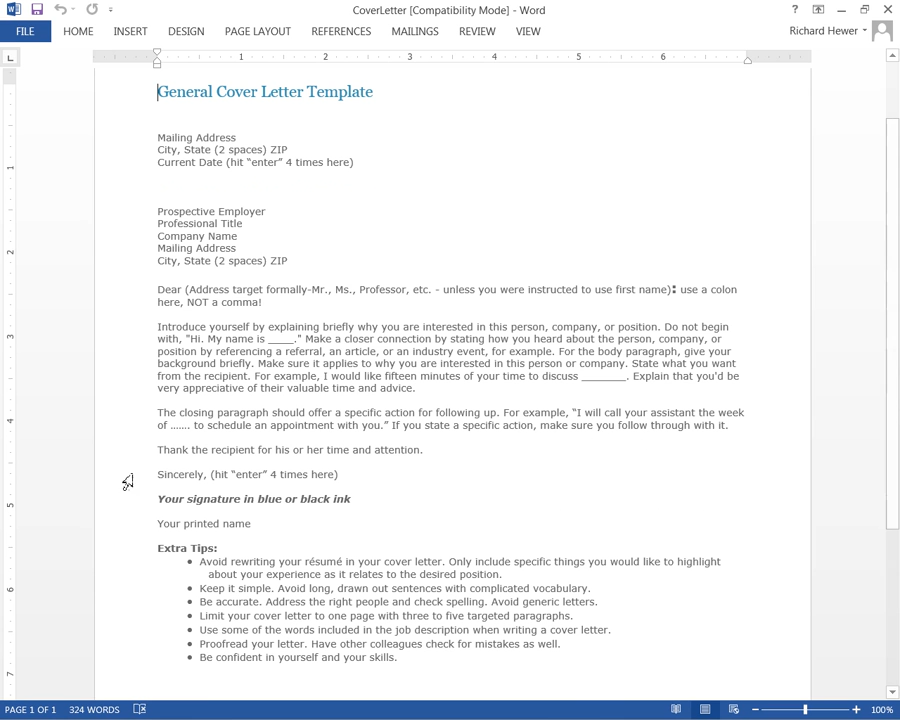 CoverLetter [Compatibility Mode] - Word
FILE HOME INSERT DESIGN PAGE LAYOUT REFERENCES MAILINGS REVIEW VIEW Richard Hewer
1 2 3 4 5 6
General Cover Letter Template
Mailing Address
City, State (2 spaces) ZIP
Current Date (hit “enter” 4 times here)
Prospective Employer
Professional Title
Company Name
Mailing Address
City, State (2 spaces) ZIP
Dear (Address target formally-Mr., Ms., Professor, etc. - unless you were instructed to use first name): use a colon
here, NOT a comma!
Introduce yourself by explaining briefly why you are interested in this person, company, or position. Do not begin
with, "Hi. My name is ____." Make a closer connection by stating how you heard about the person, company, or
position by referencing a referral, an article, or an industry event, for example. For the body paragraph, give your
background briefly. Make sure it applies to why you are interested in this person or company. State what you want
from the recipient. For example, I would like fifteen minutes of your time to discuss _______. Explain that you'd be
very appreciative of their valuable time and advice.
The closing paragraph should offer a specific action for following up. For example, “I will call your assistant the week
of ……. to schedule an appointment with you.” If you state a specific action, make sure you follow through with it.
Thank the recipient for his or her time and attention.
Sincerely, (hit “enter” 4 times here)
Your signature in blue or black ink
Your printed name
Extra Tips:
• Avoid rewriting your résumé in your cover letter. Only include specific things you would like to highlight
about your experience as it relates to the desired position.
• Keep it simple. Avoid long, drawn out sentences with complicated vocabulary.
• Be accurate. Address the right people and check spelling. Avoid generic letters.
• Limit your cover letter to one page with three to five targeted paragraphs.
• Use some of the words included in the job description when writing a cover letter.
• Proofread your letter. Have other colleagues check for mistakes as well.
• Be confident in yourself and your skills.
1
2
3
4
5
6
7
PAGE 1 OF 1 324 WORDS 100%